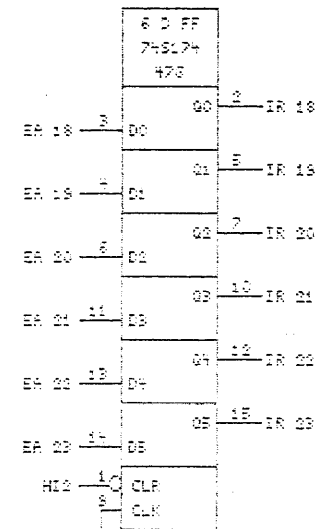 6 D FF
74S174
470
Q0 2 IR 18
EA 18 3 D0
Q1 5 IR 19
EA 19 4 D1
Q2 7 IR 20
EA 20 6 D2
Q3 10 IR 21
EA 21 11 D3
Q4 12 IR 22
EA 22 13 D4
Q5 15 IR 23
EA 23 14 D5
HI2 1 CLR
9 CLK